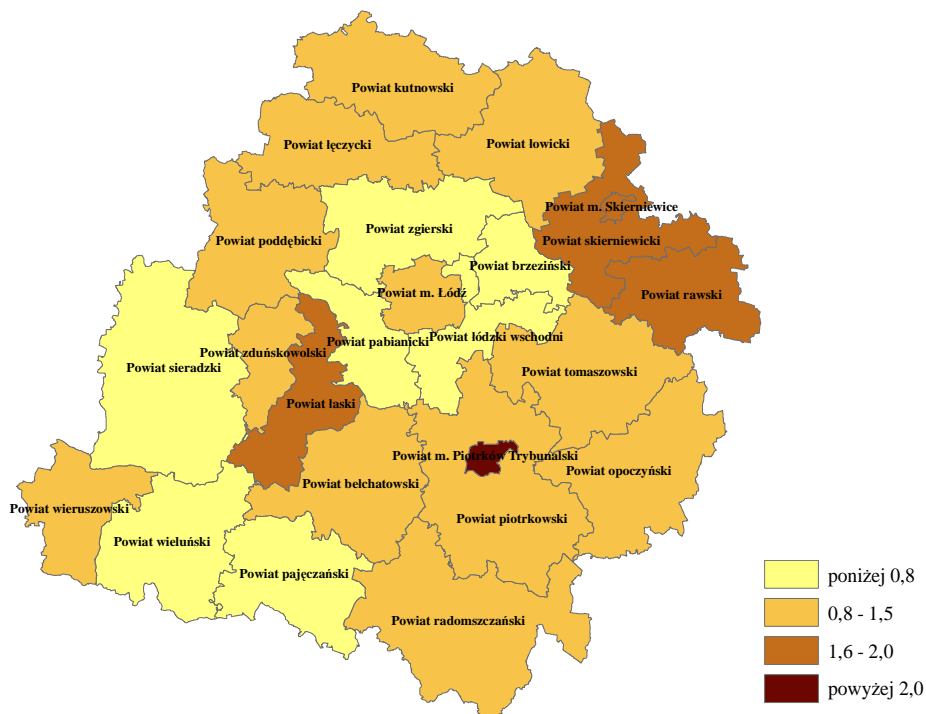 Powiat kutnowski
Powiat łęczycki
Powiat łowicki
Powiat m. Skierniewice
Powiat zgierski
Powiat poddębicki
Powiat skierniewicki
Powiat brzeziński
Powiat m. Łódź
Powiat rawski
Powiat łódzki wschodni
Powiat pabianicki
Powiat zduńskowolski
Powiat sieradzki
Powiat tomaszowski
Powiat łaski
Powiat m. Piotrków Trybunalski
Powiat opoczyński
Powiat bełchatowski
Powiat wieruszowski
Powiat piotrkowski
Powiat wieluński
Powiat pajęczański
Powiat radomszczański
poniżej 0,8
0,8 - 1,5
1,6 - 2,0
powyżej 2,0